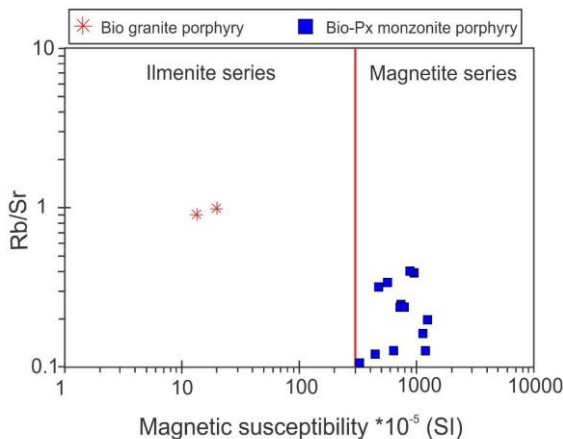 Bio granite porphyry Bio-Px monzonite porphyry
Ilmenite series Magnetite series
10
1
0.1
Rb/Sr
1 10 100 1000 10000
Magnetic susceptibility *10⁻⁵ (SI)